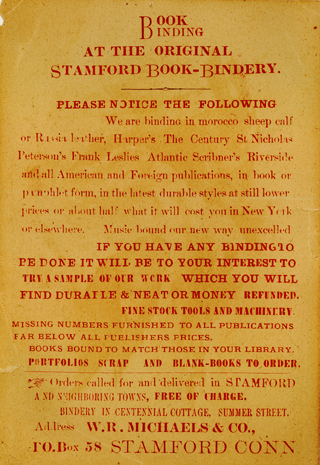 BOOK
BINDING
AT THE ORIGINAL
STAMFORD BOOK-BINDERY.
PLEASE NOTICE THE FOLLOWING
We are binding in morocco sheep calf
or Russia leather, Harper's The Century St Nicholas
Peterson's Frank Leslies Atlantic Scribner's Riverside
and all American and Foreign publications, in book or
pamphlet form, in the latest durable styles at still lower
prices or about half what it will cost you in New York
or elsewhere. Music bound our new way unexcelled
IF YOU HAVE ANY BINDING TO
BE DONE IT WILL BE TO YOUR INTEREST TO
TRY A SAMPLE OF OUR WORK WHICH YOU WILL
FIND DURABLE & NEAT OR MONEY REFUNDED.
FINE STOCK TOOLS AND MACHINERY.
MISSING NUMBERS FURNISHED TO ALL PUBLICATIONS
FAR BELOW ALL PUBLISHERS PRICES.
BOOKS BOUND TO MATCH THOSE IN YOUR LIBRARY.
PORTFOLIOS SCRAP AND BLANK-BOOKS TO ORDER.
Orders called for and delivered in STAMFORD
AND NEIGHBORING TOWNS, FREE OF CHARGE.
BINDERY IN CENTENNIAL COTTAGE, SUMMER STREET.
Address W. R. MICHAELS & CO.,
P.O. Box 58 STAMFORD CONN